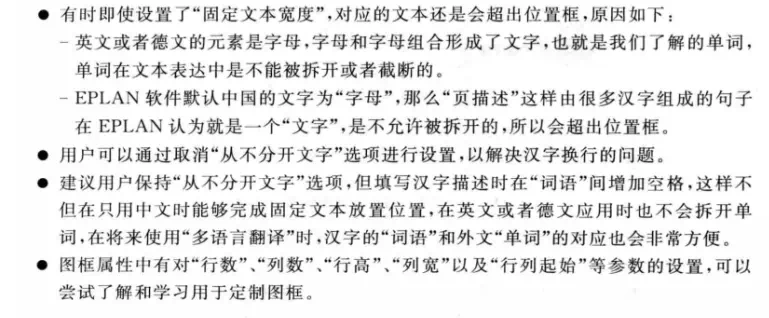 ● 有时即使设置了“固定文本宽度”,对应的文本还是会超出位置框,原因如下:
– 英文或者德文的元素是字母,字母和字母组合形成了文字,也就是我们了解的单词,
单词在文本表达中是不能被拆开或者截断的。
– EPLAN 软件默认中国的文字为“字母”,那么“页描述”这样由很多汉字组成的句子
在 EPLAN 认为就是一个“文字”,是不允许被拆开的,所以会超出位置框。
● 用户可以通过取消“从不分开文字”选项进行设置,以解决汉字换行的问题。
● 建议用户保持“从不分开文字”选项,但填写汉字描述时在“词语”间增加空格,这样不
但在只用中文时能够完成固定文本放置位置,在英文或者德文应用时也不会拆开单
词,在将来使用“多语言翻译”时,汉字的“词语”和外文“单词”的对应也会非常方便。
● 图框属性中有对“行数”、“列数”、“行高”、“列宽”以及“行列起始”等参数的设置,可以
尝试了解和学习用于定制图框。